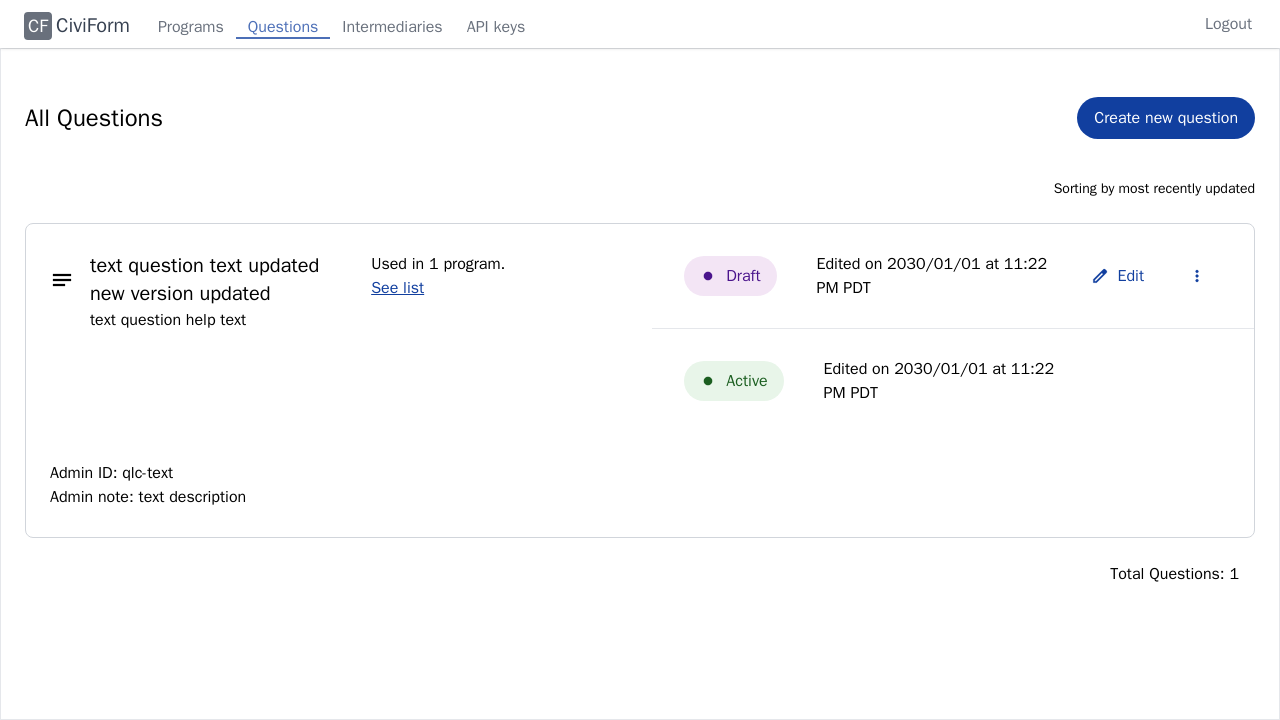 CF CiviForm Programs Questions Intermediaries API keys Logout
All Questions
Create new question
Sorting by most recently updated
text question text updated
new version updated
text question help text
Used in 1 program.
See list
Draft
Edited on 2030/01/01 at 11:22
PM PDT
Edit
Active
Edited on 2030/01/01 at 11:22
PM PDT
Admin ID: qlc-text
Admin note: text description
Total Questions: 1